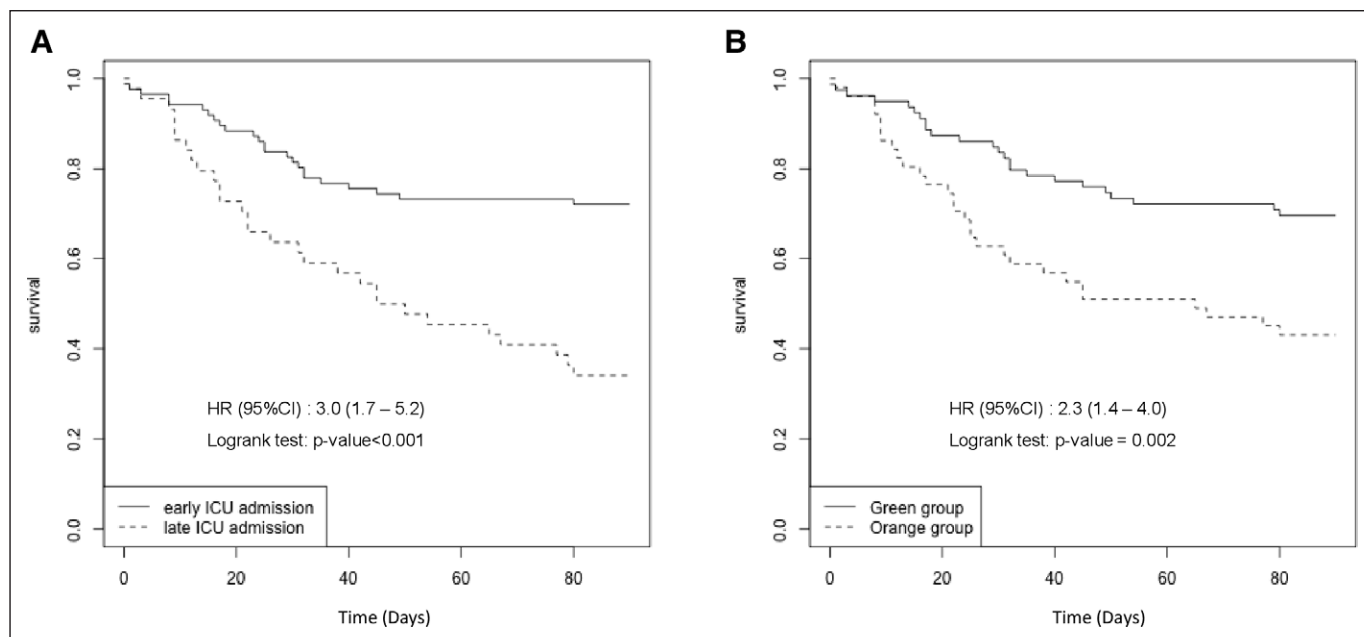 A
survival
1.0
0.8
0.6
0.4
0.2
0.0
HR (95%CI) : 3.0 (1.7 – 5.2)
Logrank test: p-value<0.001
early ICU admission
late ICU admission
0 20 40 60 80
Time (Days)
B
survival
1.0
0.8
0.6
0.4
0.2
0.0
HR (95%CI) : 2.3 (1.4 – 4.0)
Logrank test: p-value = 0.002
Green group
Orange group
0 20 40 60 80
Time (Days)